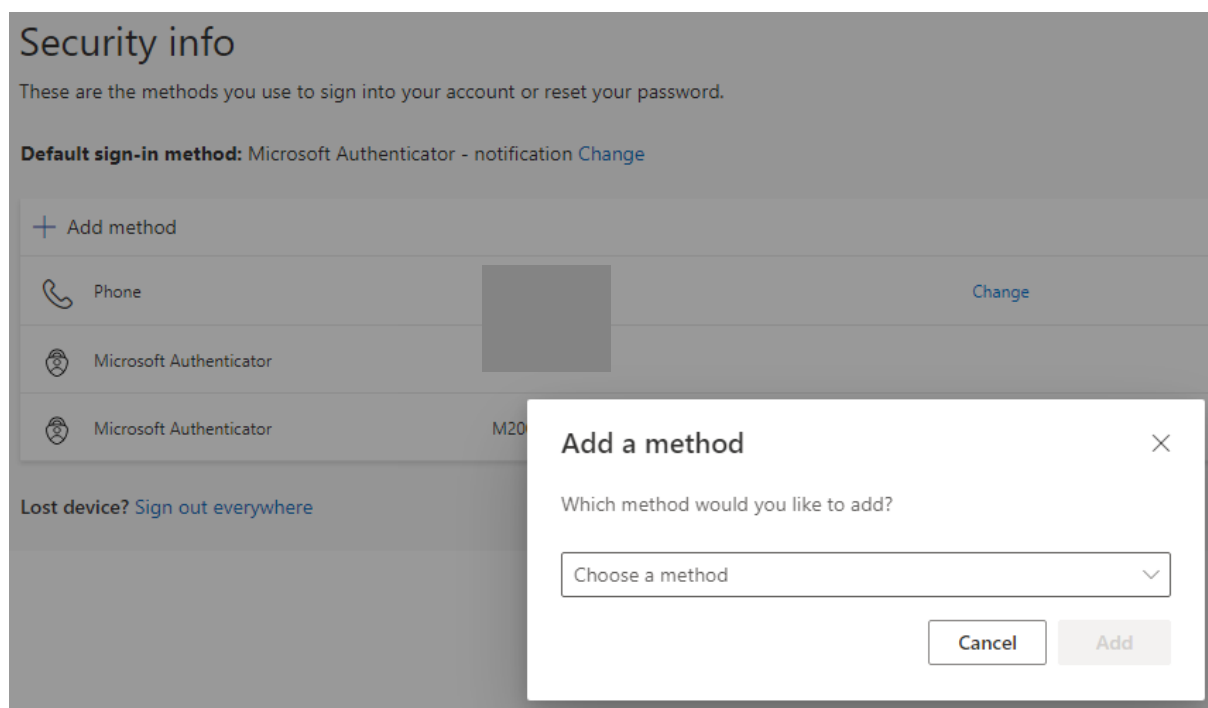 Security info
These are the methods you use to sign into your account or reset your password.
Default sign-in method: Microsoft Authenticator - notification Change
Add method
Phone Change
Microsoft Authenticator
Microsoft Authenticator
Lost device? Sign out everywhere
Add a method
Which method would you like to add?
Choose a method
Cancel Add